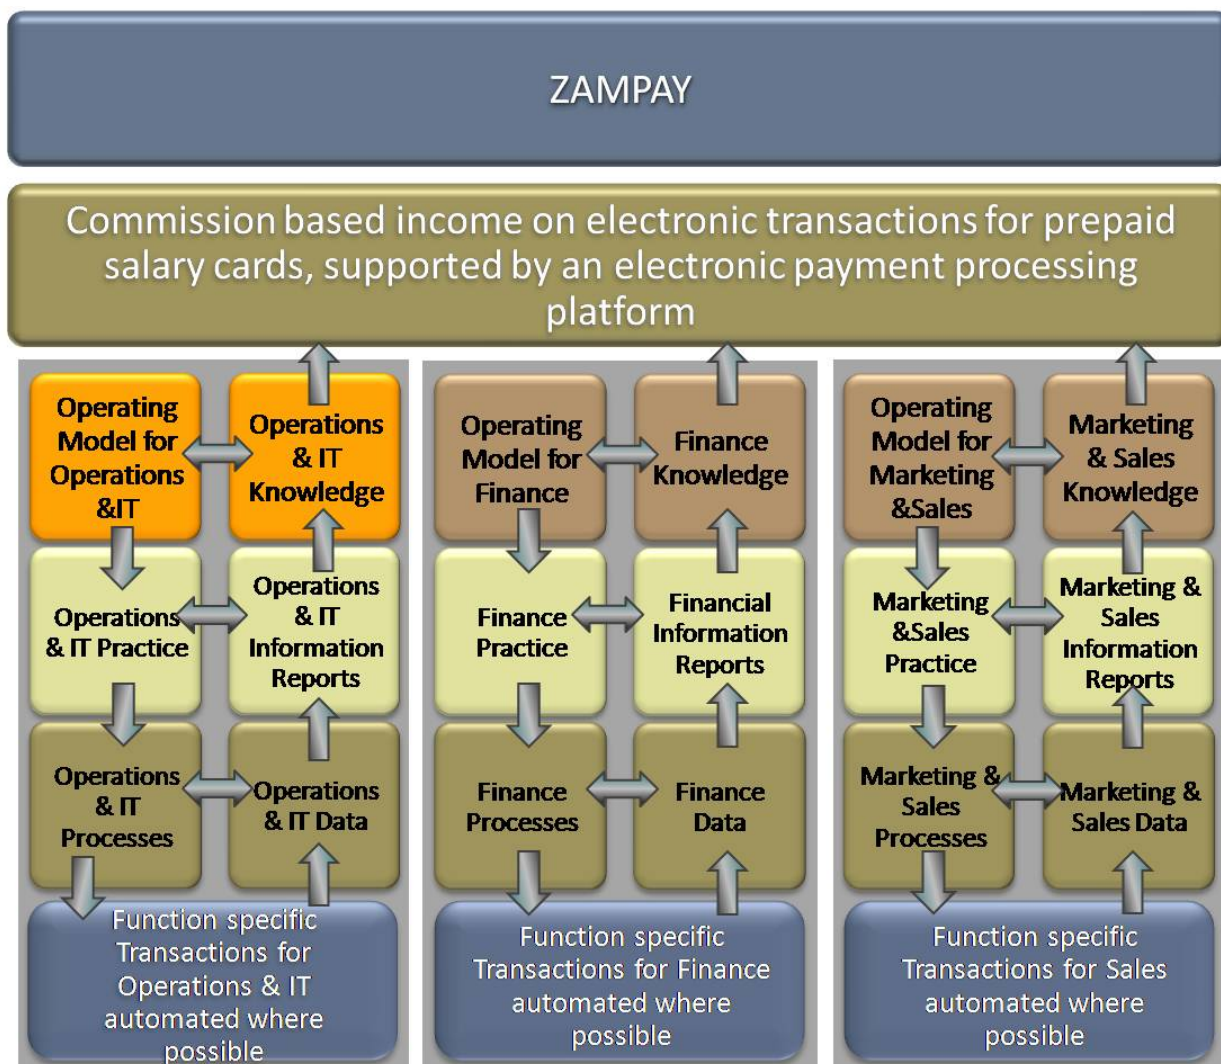 ZAMPAY
Commission based income on electronic transactions for prepaid
salary cards, supported by an electronic payment processing
platform
Operating
Model for
Operations
&IT
Operations
& IT
Knowledge
Operating
Model for
Finance
Finance
Knowledge
Operating
Model for
Marketing
&Sales
Marketing
& Sales
Knowledge
Operations
& IT Practice
Operations
& IT
Information
Reports
Finance
Practice
Financial
Information
Reports
Marketing
&Sales
Practice
Marketing &
Sales
Information
Reports
Operations
& IT
Processes
Operations
& IT Data
Finance
Processes
Finance
Data
Marketing &
Sales
Processes
Marketing &
Sales Data
Function specific
Transactions for
Operations & IT
automated where
possible
Function specific
Transactions for Finance
automated where
possible
Function specific
Transactions for Sales
automated where
possible